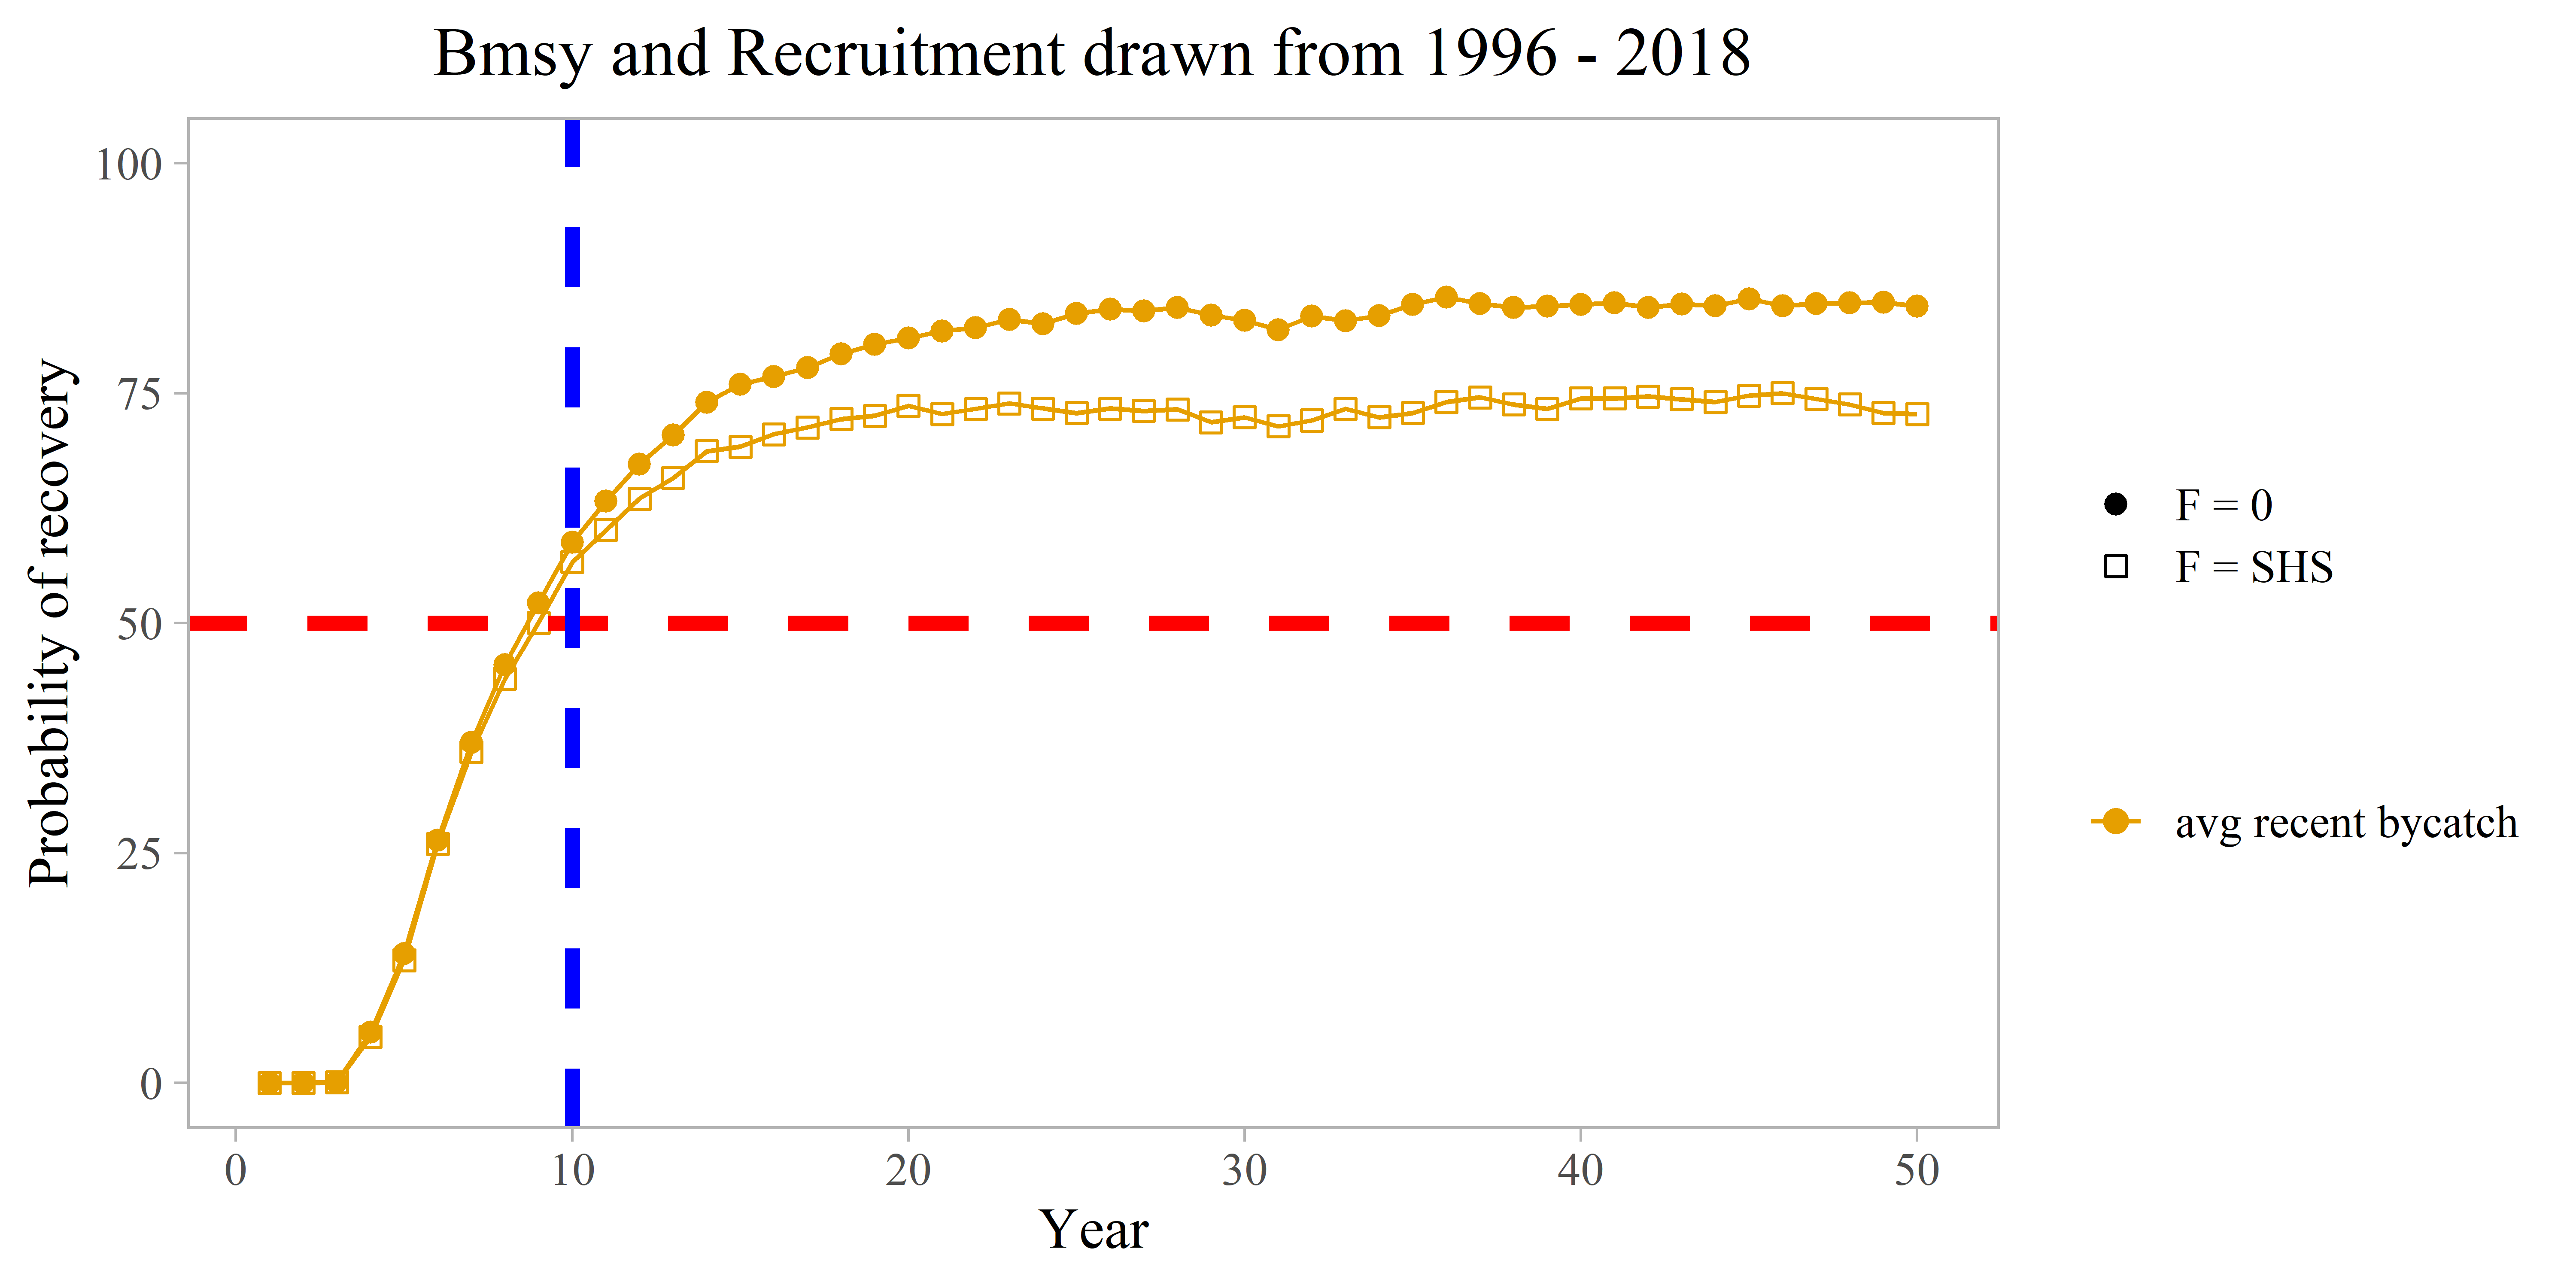 Bmsy and Recruitment drawn from 1996 - 2018
Probability of recovery
100
75
50
25
0
0 10 20 30 40 50
Year
F = 0
F = SHS
avg recent bycatch